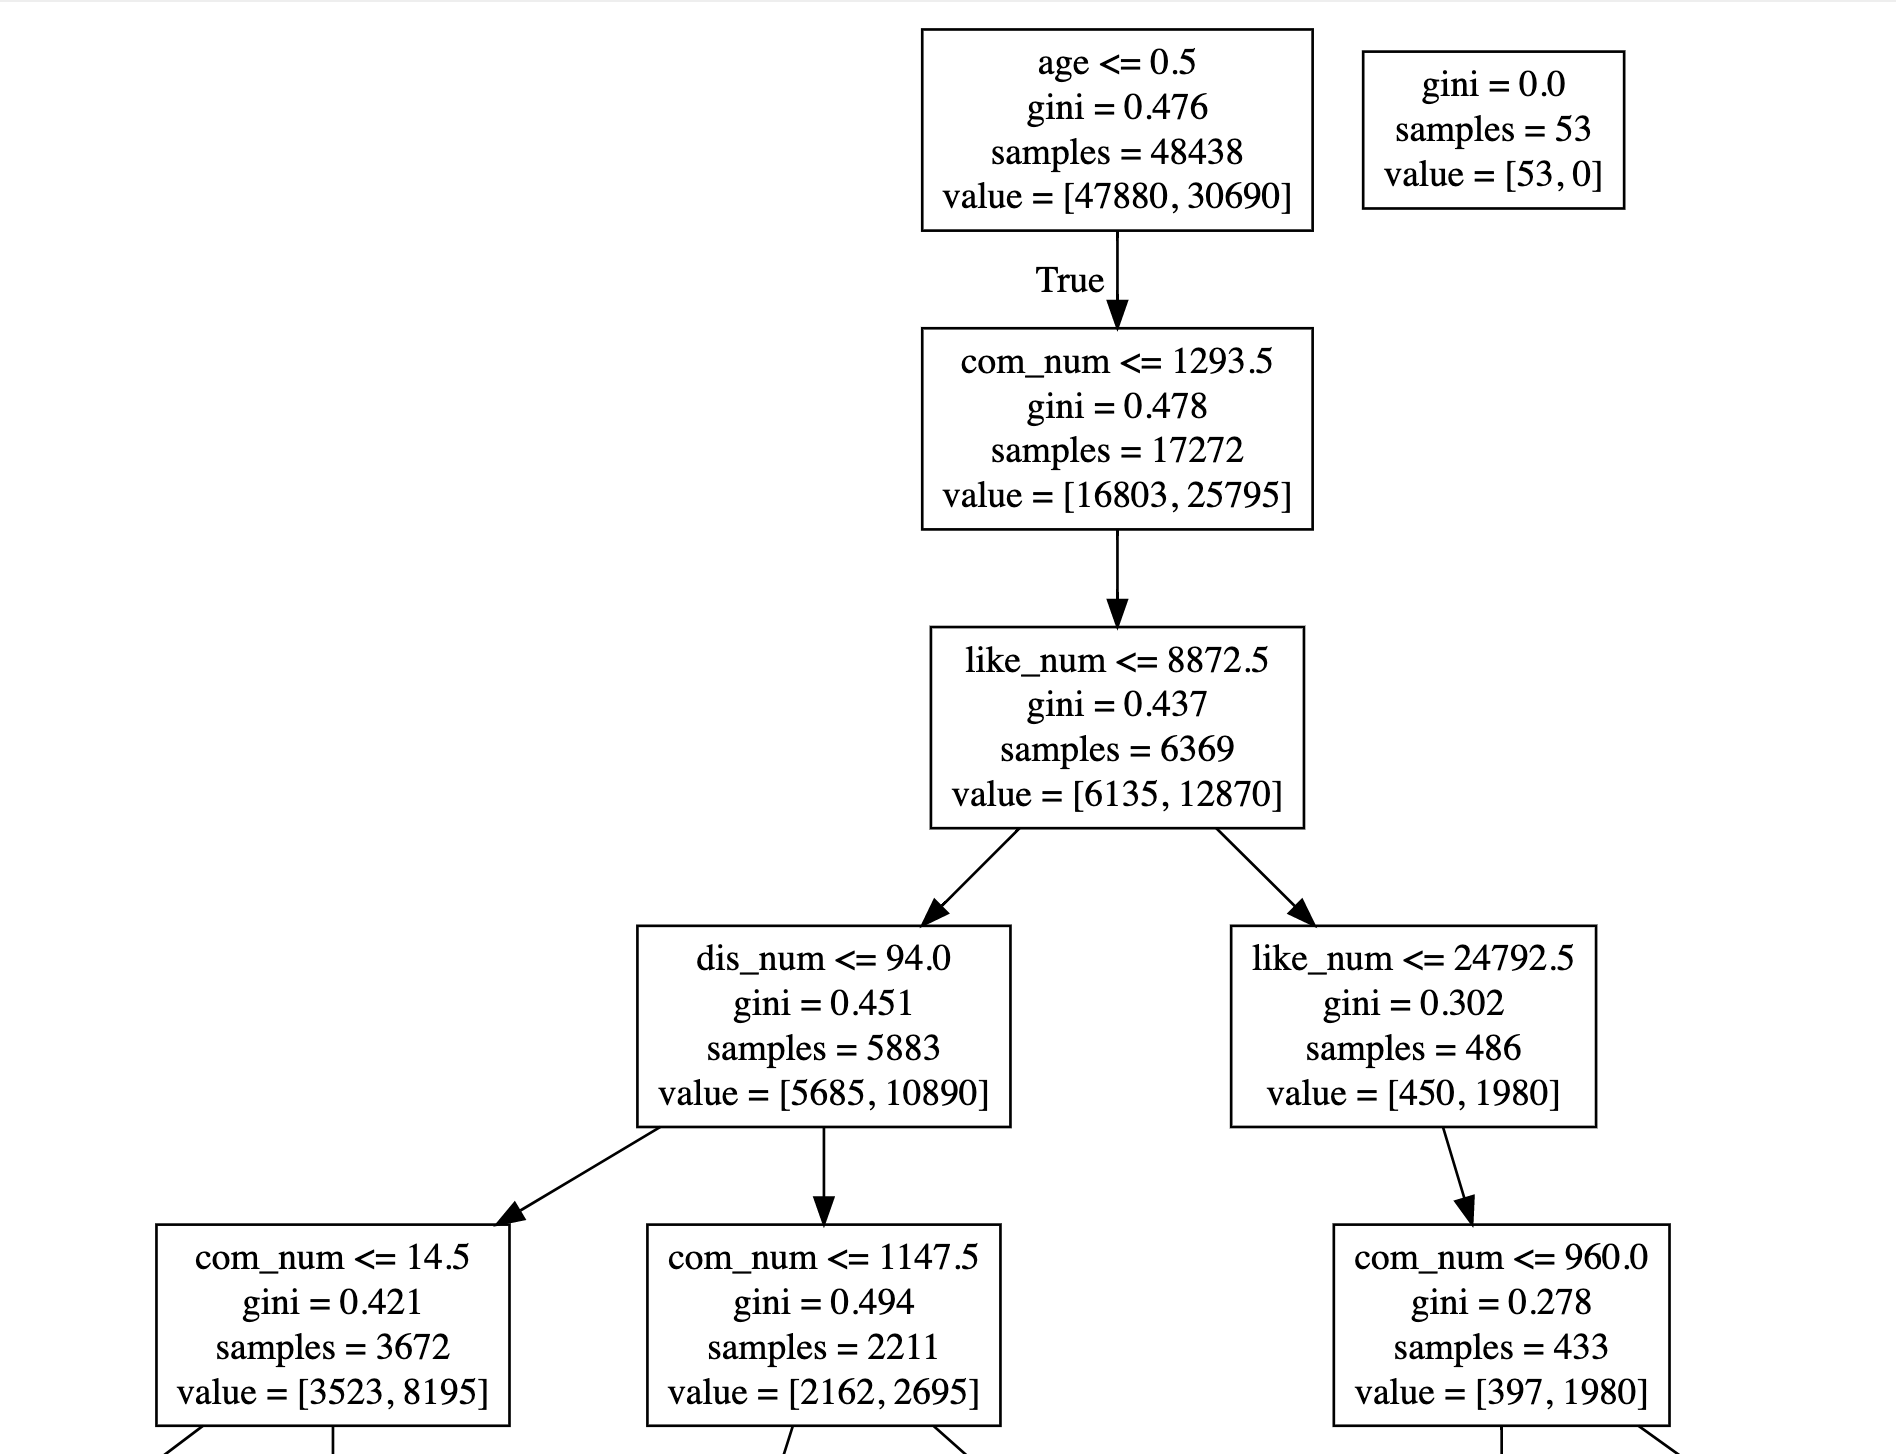 age <= 0.5
gini = 0.476
samples = 48438
value = [47880, 30690]
gini = 0.0
samples = 53
value = [53, 0]
True
com_num <= 1293.5
gini = 0.478
samples = 17272
value = [16803, 25795]
like_num <= 8872.5
gini = 0.437
samples = 6369
value = [6135, 12870]
dis_num <= 94.0
gini = 0.451
samples = 5883
value = [5685, 10890]
like_num <= 24792.5
gini = 0.302
samples = 486
value = [450, 1980]
com_num <= 14.5
gini = 0.421
samples = 3672
value = [3523, 8195]
com_num <= 1147.5
gini = 0.494
samples = 2211
value = [2162, 2695]
com_num <= 960.0
gini = 0.278
samples = 433
value = [397, 1980]